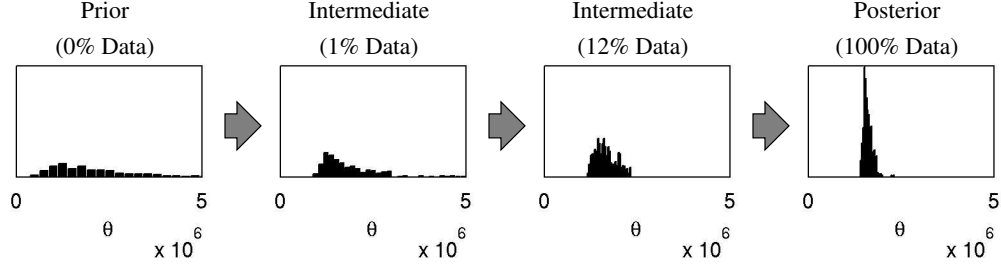 Prior
(0% Data)
Intermediate
(1% Data)
Intermediate
(12% Data)
Posterior
(100% Data)
0
5
θ
x 10^6
0
5
θ
x 10^6
0
5
θ
x 10^6
0
5
θ
x 10^6